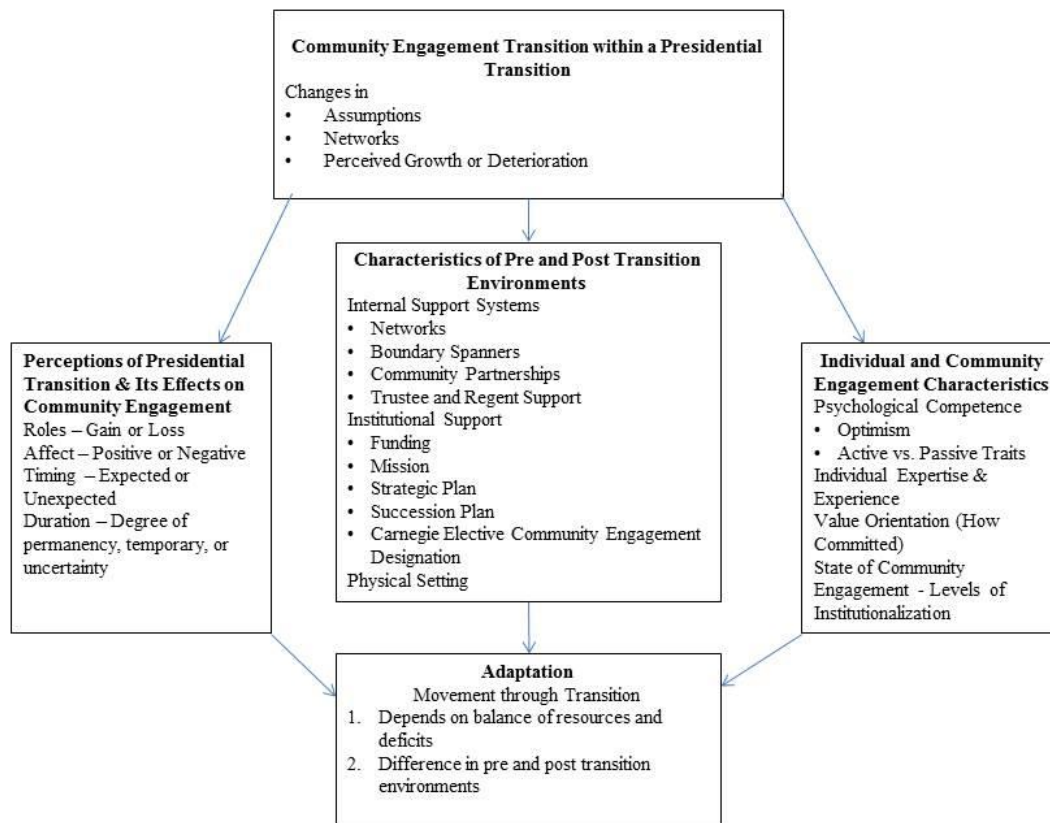 Community Engagement Transition within a Presidential
Transition
Changes in
• Assumptions
• Networks
• Perceived Growth or Deterioration
Characteristics of Pre and Post Transition
Environments
Internal Support Systems
• Networks
• Boundary Spanners
• Community Partnerships
• Trustee and Regent Support
Institutional Support
• Funding
• Mission
• Strategic Plan
• Succession Plan
• Carnegie Elective Community Engagement
Designation
Physical Setting
Perceptions of Presidential
Transition & Its Effects on
Community Engagement
Roles – Gain or Loss
Affect – Positive or Negative
Timing – Expected or
Unexpected
Duration – Degree of
permanency, temporary, or
uncertainty
Individual and Community
Engagement Characteristics
Psychological Competence
• Optimism
• Active vs. Passive Traits
Individual Expertise &
Experience
Value Orientation (How
Committed)
State of Community
Engagement - Levels of
Institutionalization
Adaptation
Movement through Transition
1. Depends on balance of resources and
deficits
2. Difference in pre and post transition
environments